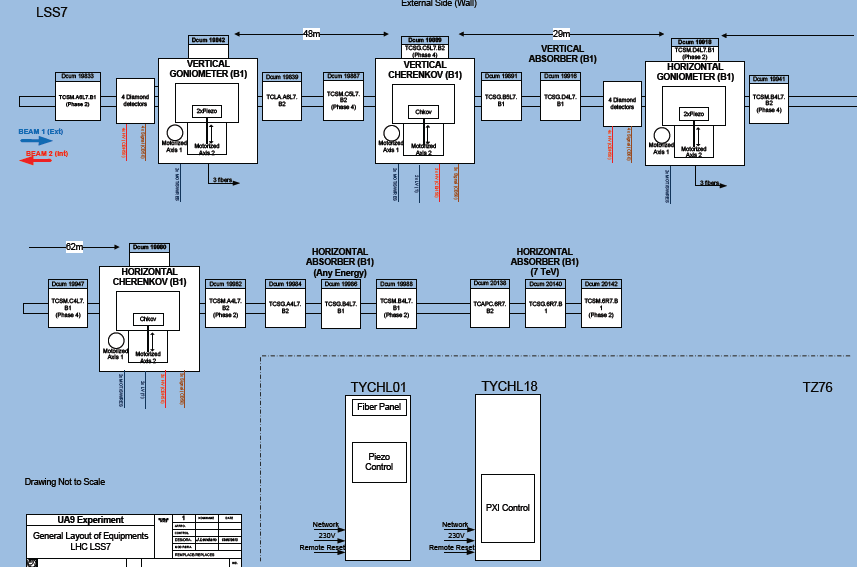 External Side (Wall)
LSS7
48m
29m
Dcum 19842
VERTICAL
GONIOMETER (B1)
2xPiezo
Motorized
Axis 1
Motorized
Axis 2
3 fibers
Dcum 19833
TCSM.A6L7.B1
(Phase 2)
4 Diamond
detectors
BEAM 1 (Ext)
BEAM 2 (Int)
Dcum 19839
TCLA.A6L7.
B2
Dcum 19887
TCSM.C5L7.
B2
(Phase 4)
Dcum 19889
TCSG.C5L7.B2
(Phase 4)
VERTICAL
CHERENKOV (B1)
Chkov
Motorized
Axis 1
Motorized
Axis 2
VERTICAL
ABSORBER (B1)
Dcum 19891
TCSG.B5L7.
B1
Dcum 19916
TCSG.D4L7.
B1
4 Diamond
detectors
Dcum 19918
TCSM.D4L7.B1
(Phase 2)
HORIZONTAL
GONIOMETER (B1)
2xPiezo
Motorized
Axis 1
Motorized
Axis 2
3 fibers
Dcum 19941
TCSM.B4L7.
B2
(Phase 4)
62m
Dcum 19980
HORIZONTAL
CHERENKOV (B1)
Chkov
Motorized
Axis 1
Motorized
Axis 2
Dcum 19947
TCSM.C4L7.
B1
(Phase 4)
Dcum 19982
TCSM.A4L7.
B2
(Phase 2)
Dcum 19984
TCSG.A4L7.
B2
HORIZONTAL
ABSORBER (B1)
(Any Energy)
Dcum 19986
TCSG.B4L7.
B1
Dcum 19988
TCSM.B4L7.
B1
(Phase 2)
HORIZONTAL
ABSORBER (B1)
(7 TeV)
Dcum 20138
TCAPC.6R7.
B2
Dcum 20140
TCSG.6R7.B
1
Dcum 20142
TCSM.6R7.B
1
(Phase 2)
TYCHL01
Fiber Panel
Piezo
Control
Network
230V
Remote Reset
TYCHL18
PXI Control
Network
230V
Remote Reset
TZ76
Drawing Not to Scale
UA9 Experiment
General Layout of Equipments
LHC LSS7
1
REMPLACE/REPLACES